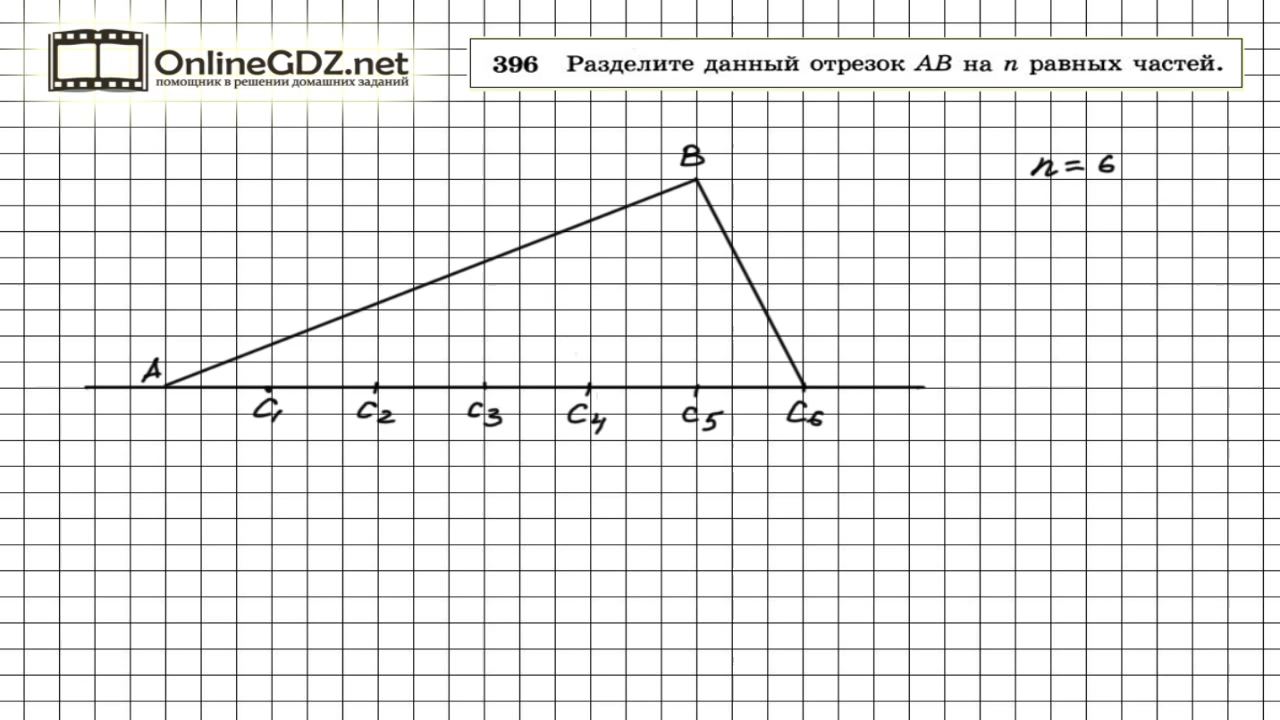 OnlineGDZ.net
помощник в решении домашних заданий
396 Разделите данный отрезок AB на n равных частей.
n = 6
B
A
C1 C2 C3 C4 C5 C6